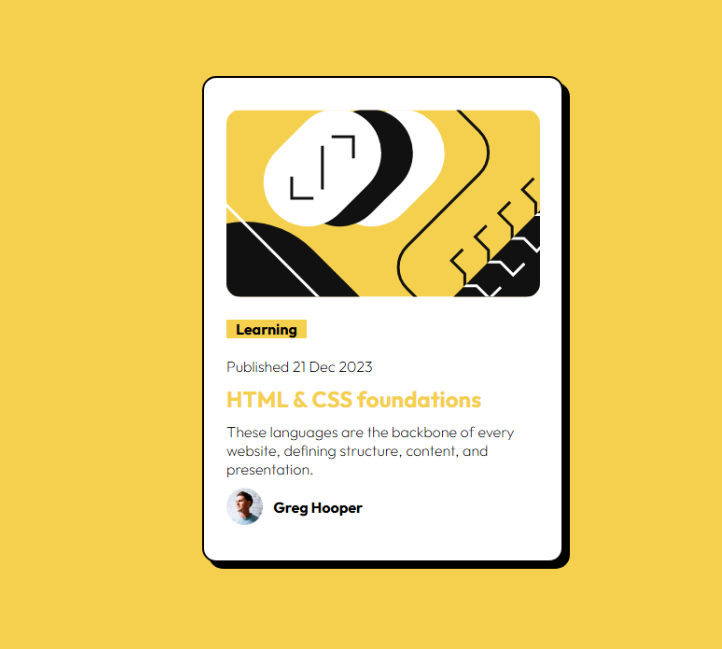 Learning
Published 21 Dec 2023
HTML & CSS foundations
These languages are the backbone of every
website, defining structure, content, and
presentation.
Greg Hooper